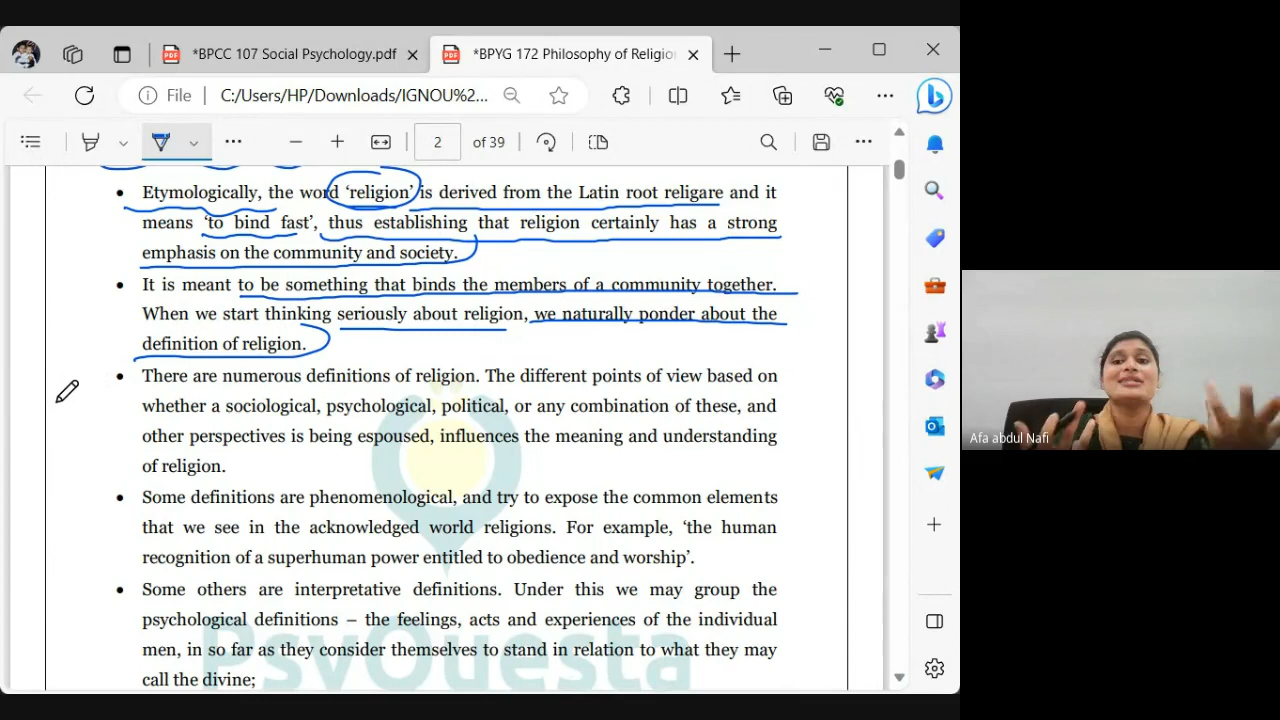 *BPCC 107 Social Psychology.pdf
*BPYG 172 Philosophy of Religio
File
C:/Users/HP/Downloads/IGNOU%2...
2
of 39
Etymologically, the word ‘religion’ is derived from the Latin root religare and it
means ‘to bind fast’, thus establishing that religion certainly has a strong
emphasis on the community and society.
It is meant to be something that binds the members of a community together.
When we start thinking seriously about religion, we naturally ponder about the
definition of religion.
There are numerous definitions of religion. The different points of view based on
whether a sociological, psychological, political, or any combination of these, and
other perspectives is being espoused, influences the meaning and understanding
of religion.
Some definitions are phenomenological, and try to expose the common elements
that we see in the acknowledged world religions. For example, ‘the human
recognition of a superhuman power entitled to obedience and worship’.
Some others are interpretative definitions. Under this we may group the
psychological definitions – the feelings, acts and experiences of the individual
men, in so far as they consider themselves to stand in relation to what they may
call the divine;
PsyQuesta
Afa abdul Nafi